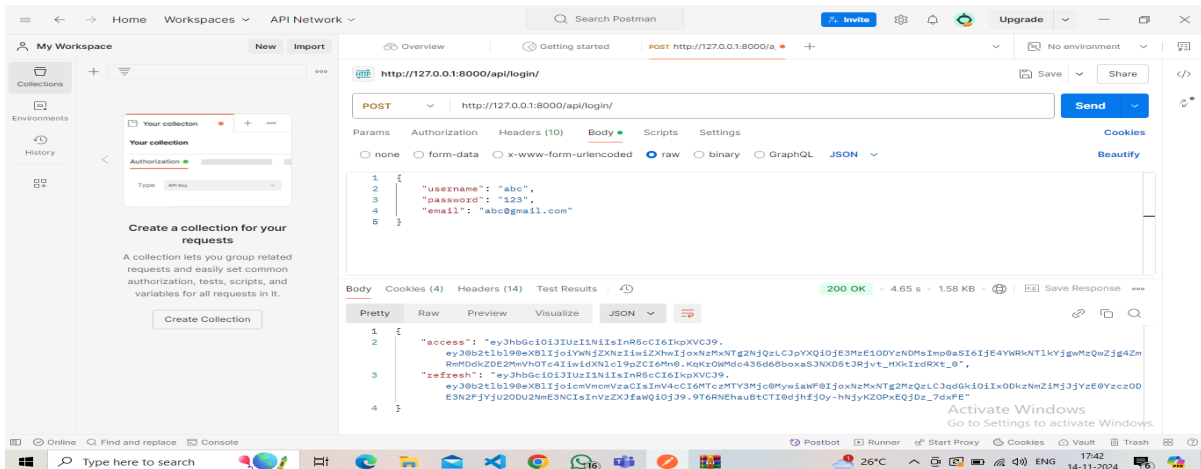 Home Workspaces API Network Search Postman Invite Upgrade
My Workspace New Import Overview Getting started POST http://127.0.0.1:8000/a No environment
Collections
Environments
History
Your collecton
Your collection
Authorization
Type API Key
Create a collection for your
requests
A collection lets you group related
requests and easily set common
authorization, tests, scripts, and
variables for all requests in it.
Create Collection
HTTP http://127.0.0.1:8000/api/login/ Save Share
POST http://127.0.0.1:8000/api/login/ Send
Params Authorization Headers (10) Body Scripts Settings Cookies
none form-data x-www-form-urlencoded raw binary GraphQL JSON Beautify
1 {
2 "username": "abc",
3 "password": "123",
4 "email": "abc@gmail.com"
5 }
Body Cookies (4) Headers (14) Test Results 200 OK 4.65 s 1.58 KB Save Response
Pretty Raw Preview Visualize JSON
1 {
2 "access": "eyJhbGciOiJIUzI1NiIsInR5cCI6IkpXVCJ9.
3 "refresh": "eyJhbGciOiJIUzI1NiIsInR5cCI6IkpXVCJ9.
4 }
Activate Windows
Go to Settings to activate Windows.
Online Find and replace Console Postbot Runner Start Proxy Cookies Vault Trash
Type here to search 26°C ENG 17:42
14-11-2024